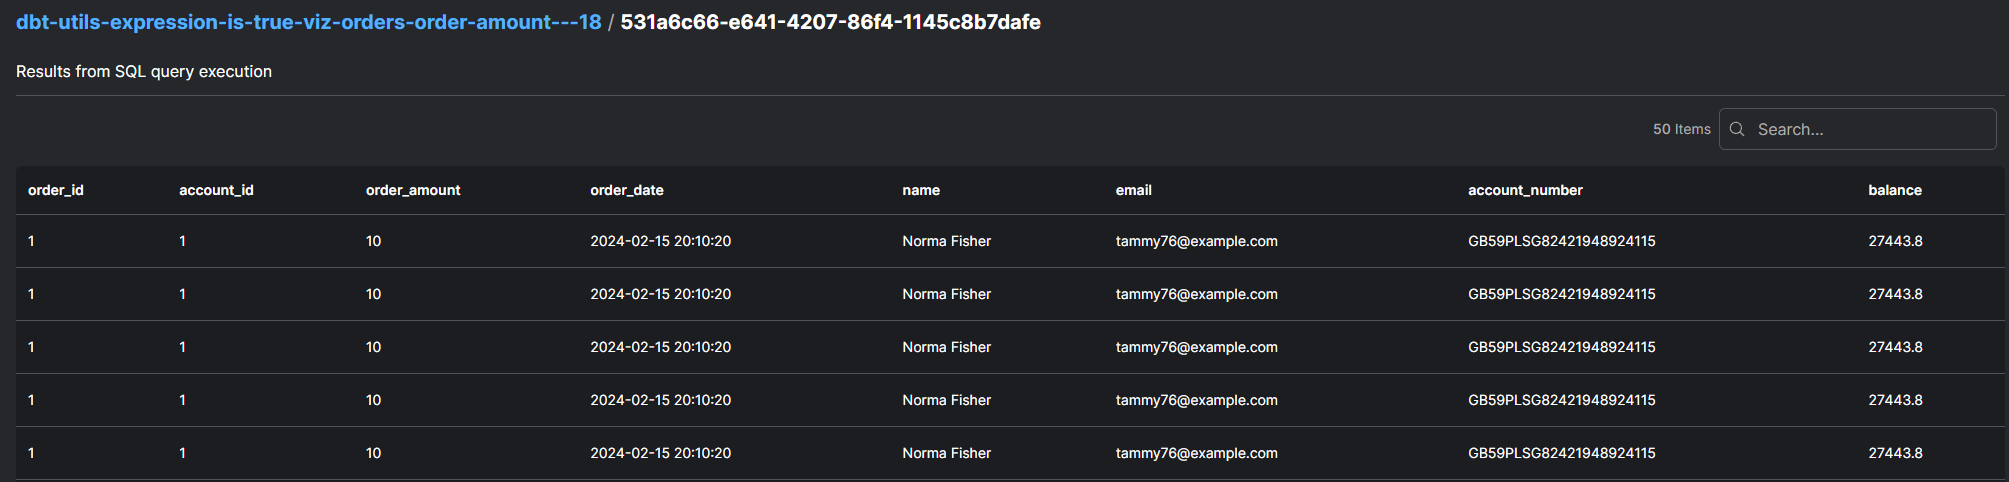 dbt-utils-expression-is-true-viz-orders-order-amount---18 / 531a6c66-e641-4207-86f4-1145c8b7dafe
Results from SQL query execution
50 Items Search...
order_id account_id order_amount order_date name email account_number balance
1 1 10 2024-02-15 20:10:20 Norma Fisher tammy76@example.com GB59PLSG82421948924115 27443.8
1 1 10 2024-02-15 20:10:20 Norma Fisher tammy76@example.com GB59PLSG82421948924115 27443.8
1 1 10 2024-02-15 20:10:20 Norma Fisher tammy76@example.com GB59PLSG82421948924115 27443.8
1 1 10 2024-02-15 20:10:20 Norma Fisher tammy76@example.com GB59PLSG82421948924115 27443.8
1 1 10 2024-02-15 20:10:20 Norma Fisher tammy76@example.com GB59PLSG82421948924115 27443.8